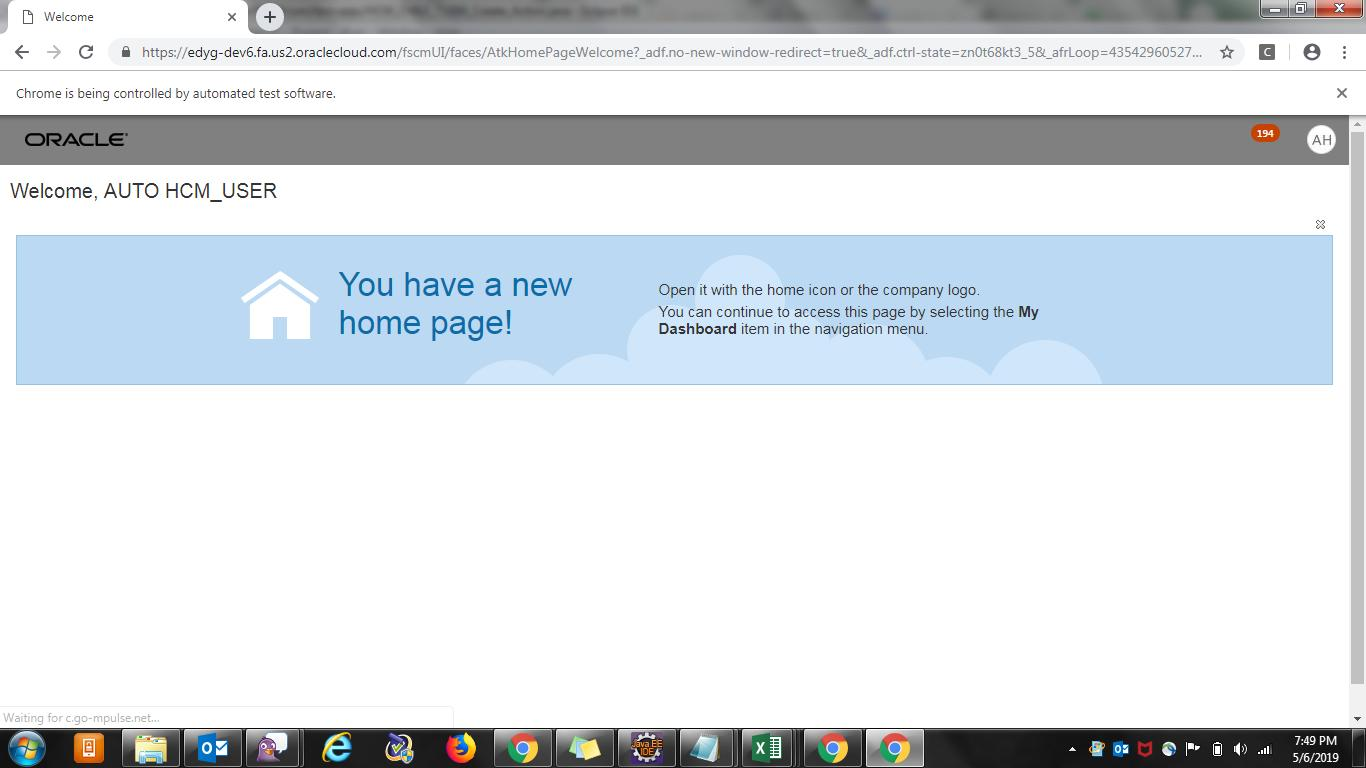 Welcome
https://edyg-dev6.fa.us2.oraclecloud.com/fscmUI/faces/AtkHomePageWelcome?_adf.no-new-window-redirect=true&_adf.ctrl-state=zn0t68kt3_5&_afrLoop=43542960527...
C
Chrome is being controlled by automated test software.
ORACLE
194
AH
Welcome, AUTO HCM_USER
You have a new
home page!
Open it with the home icon or the company logo.
You can continue to access this page by selecting the My
Dashboard item in the navigation menu.
Waiting for c.go-mpulse.net...
Java EE
IDE
7:49 PM
5/6/2019